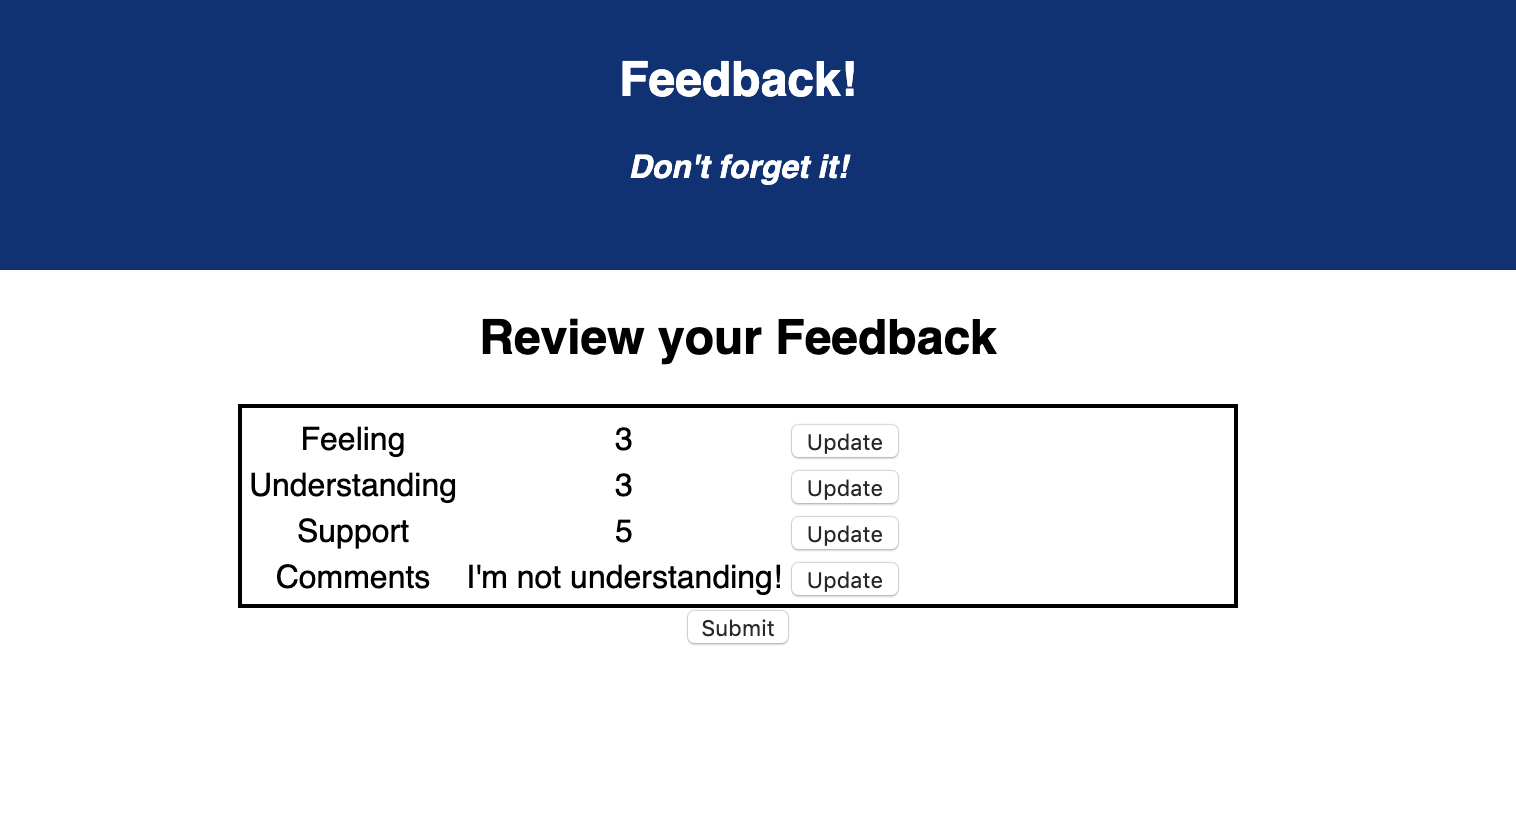 Feedback!
Don't forget it!
Review your Feedback
Feeling 3 Update
Understanding 3 Update
Support 5 Update
Comments I'm not understanding! Update
Submit